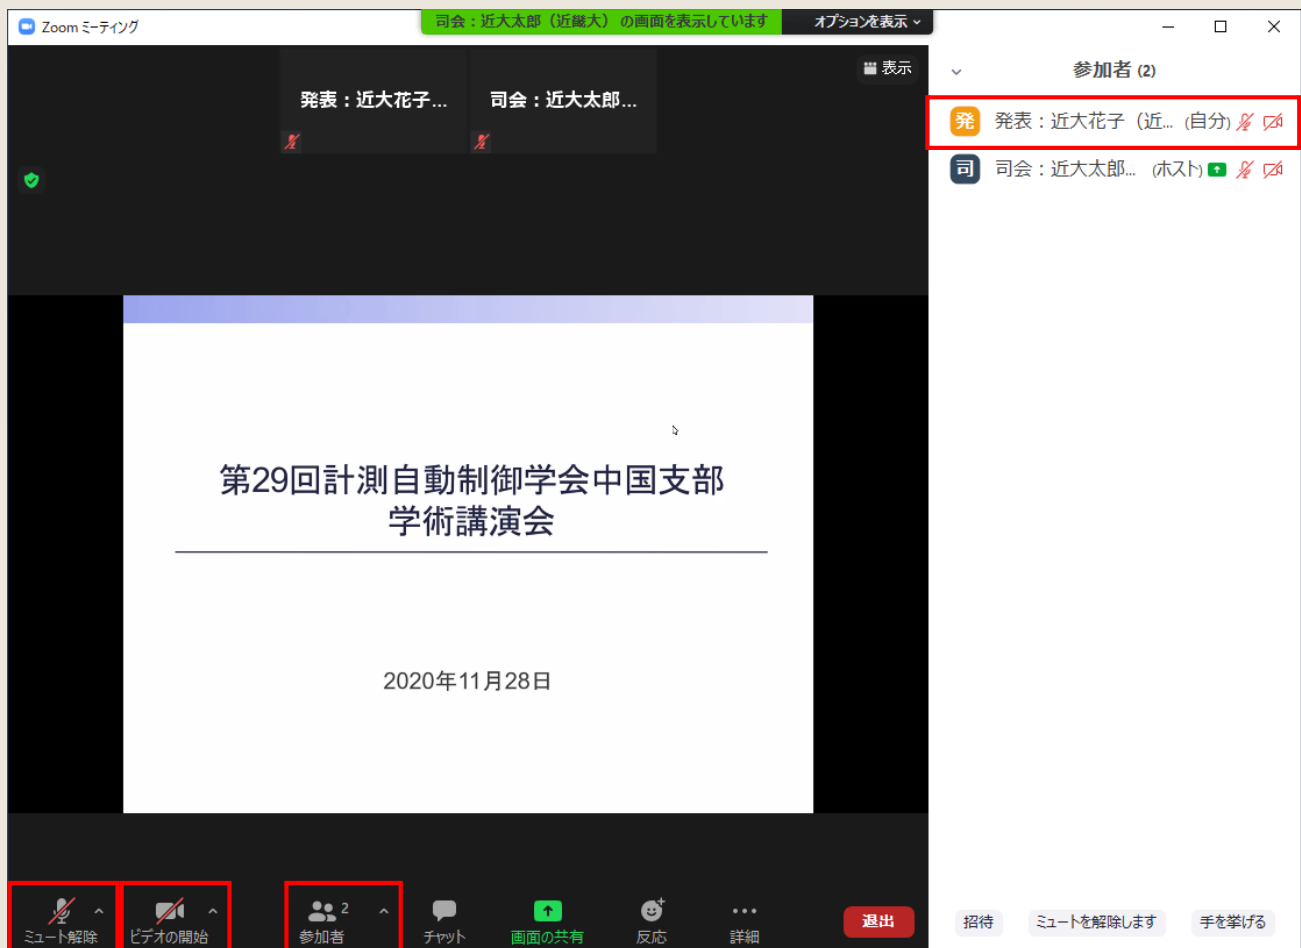 Zoom ミーティング
司会：近大太郎（近畿大）の画面を表示しています
オプションを表示
表示
発表：近大花子...
司会：近大太郎...
参加者 (2)
発 発表：近大花子（近... (自分)
司 司会：近大太郎... (ホスト)
第29回計測自動制御学会中国支部
学術講演会
2020年11月28日
ミュート解除
ビデオの開始
2
参加者
チャット
画面の共有
反応
詳細
退出
招待
ミュートを解除します
手を挙げる